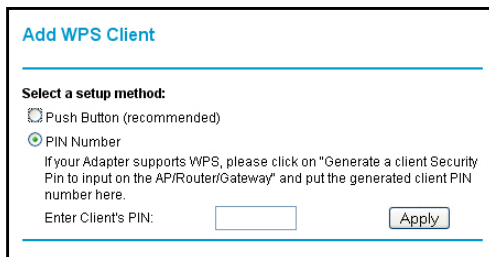 Add WPS Client
Select a setup method:
Push Button (recommended)
PIN Number
If your Adapter supports WPS, please click on "Generate a client Security
Pin to input on the AP/Router/Gateway" and put the generated client PIN
number here.
Enter Client's PIN: Apply